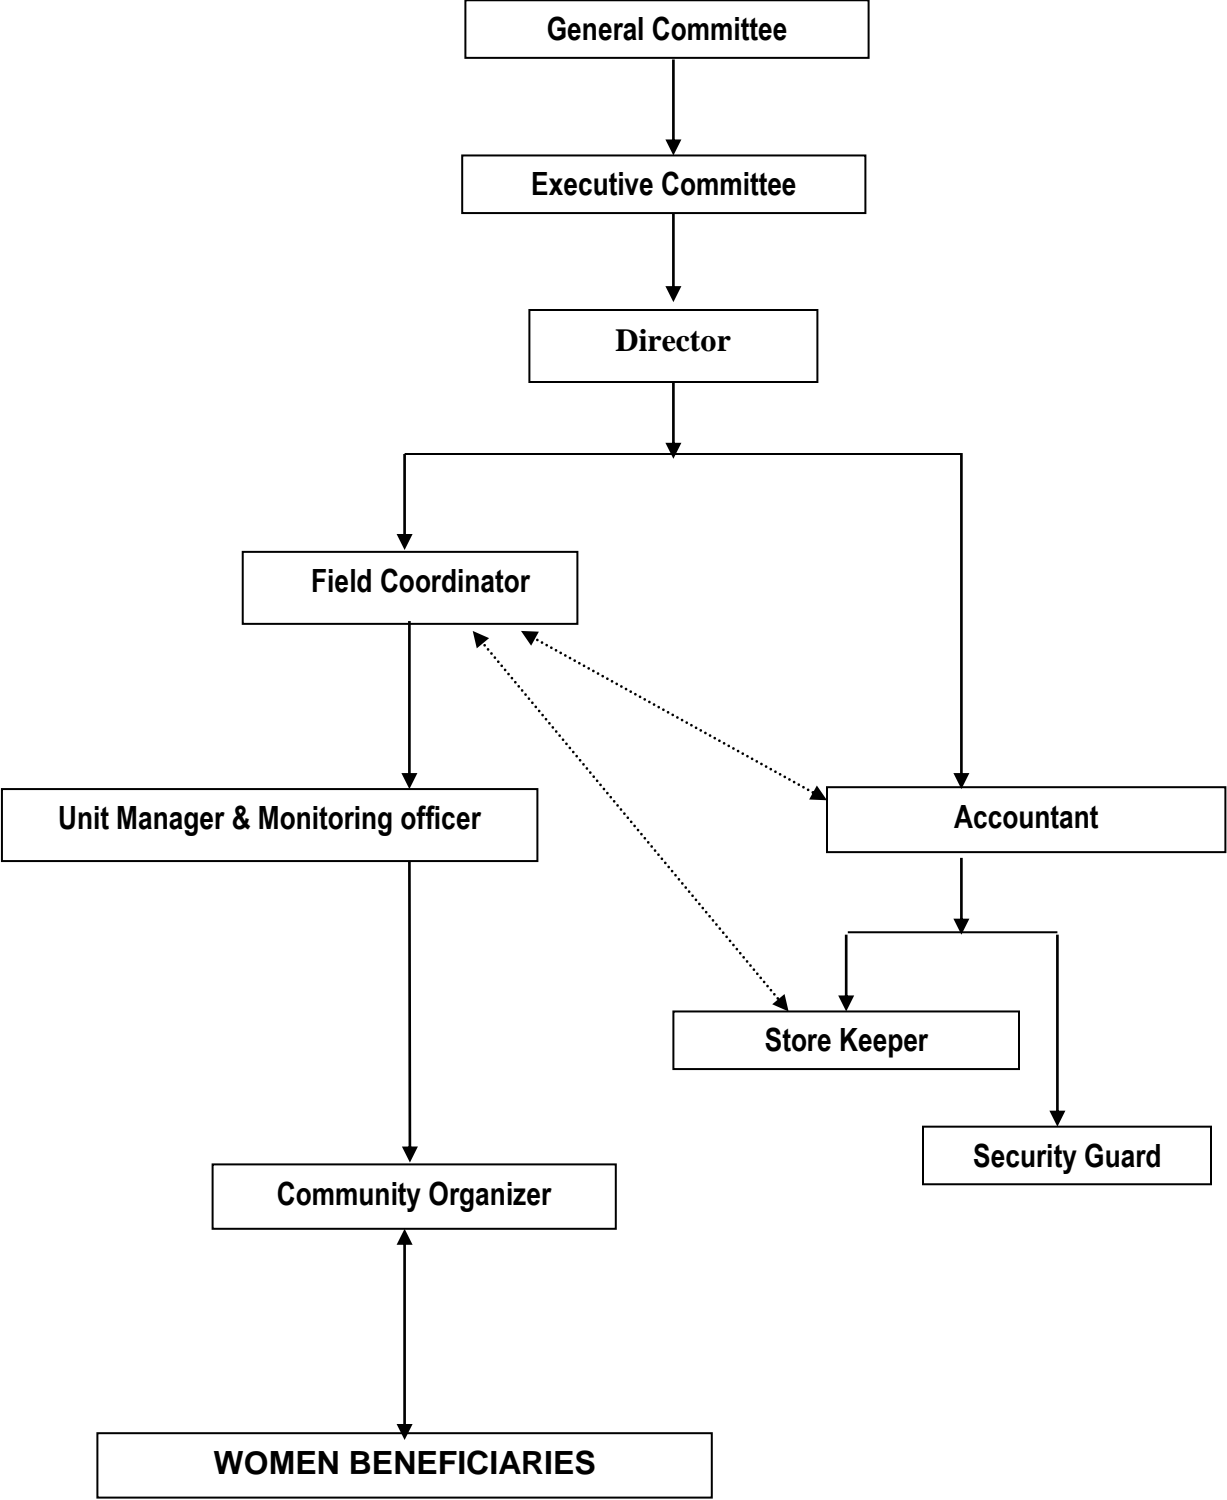 General Committee
Executive Committee
Director
Field Coordinator
Unit Manager & Monitoring officer
Accountant
Store Keeper
Security Guard
Community Organizer
WOMEN BENEFICIARIES